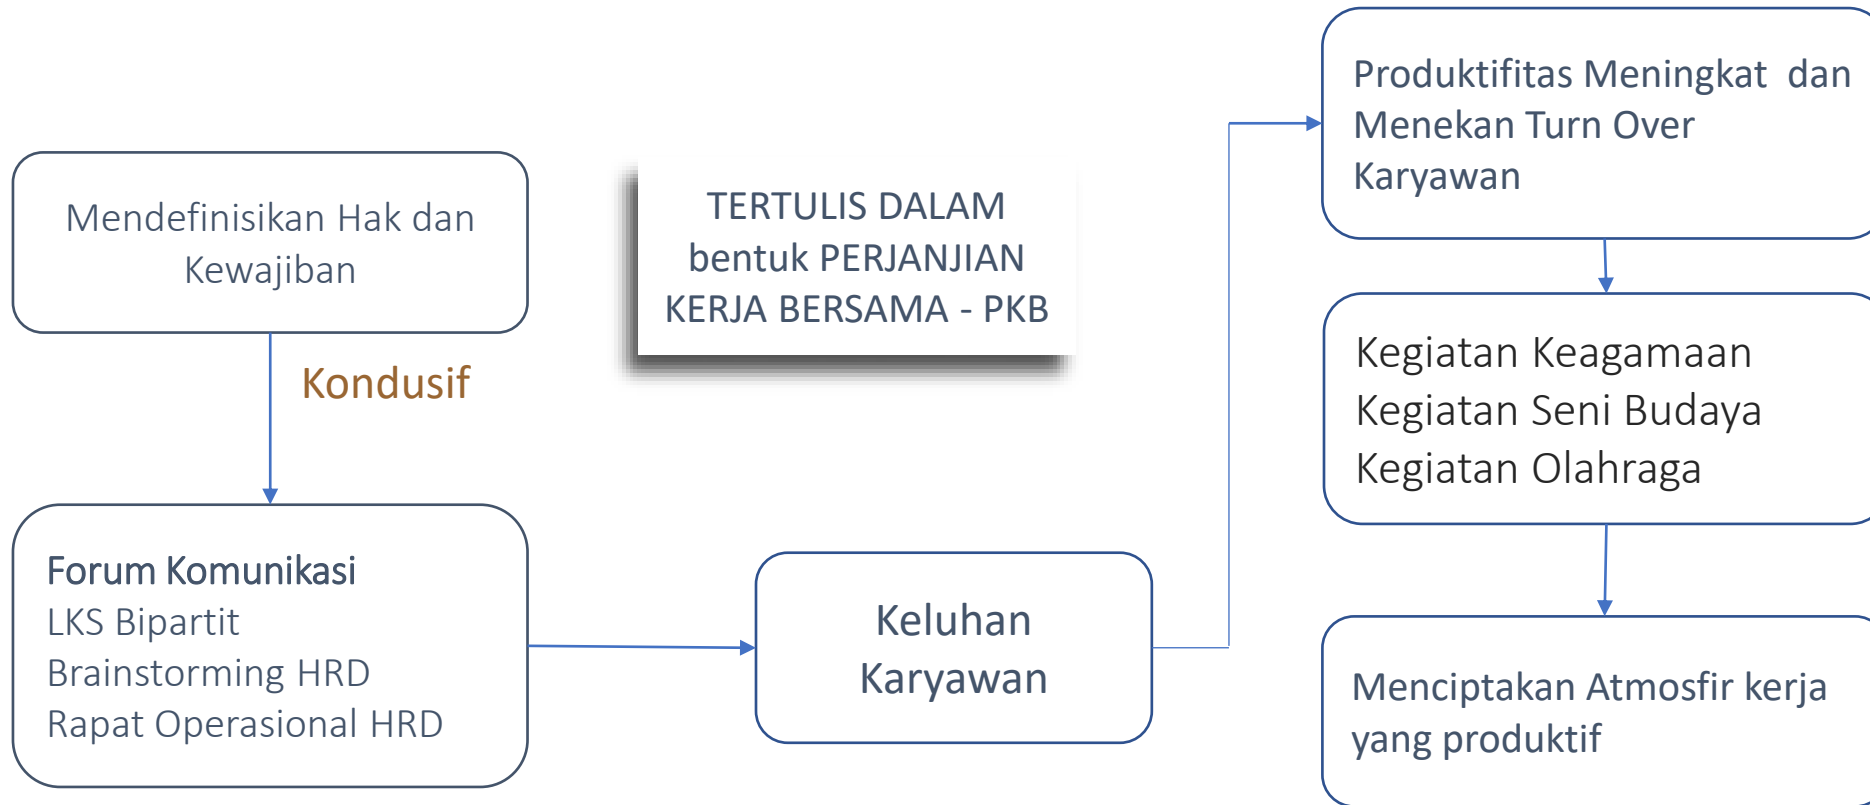 Mendefinisikan Hak dan
Kewajiban
Kondusif
Forum Komunikasi
LKS Bipartit
Brainstorming HRD
Rapat Operasional HRD
TERTULIS DALAM
bentuk PERJANJIAN
KERJA BERSAMA - PKB
Keluhan
Karyawan
Produktifitas Meningkat dan
Menekan Turn Over
Karyawan
Kegiatan Keagamaan
Kegiatan Seni Budaya
Kegiatan Olahraga
Menciptakan Atmosfir kerja
yang produktif